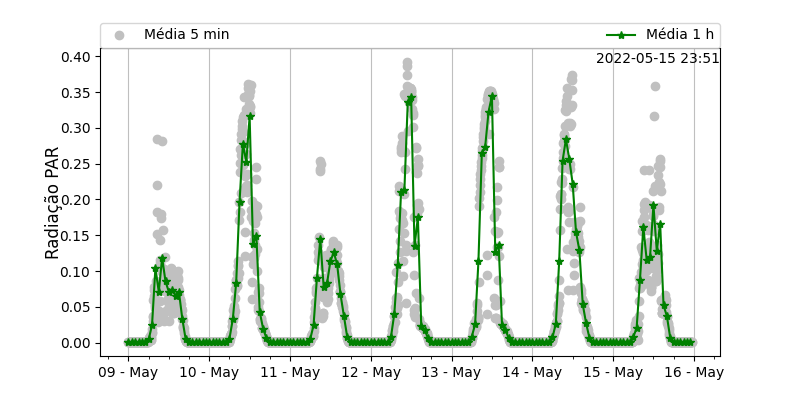 Média 5 min
Média 1 h
2022-05-15 23:51
Radiação PAR
0.40
0.35
0.30
0.25
0.20
0.15
0.10
0.05
0.00
09 - May
10 - May
11 - May
12 - May
13 - May
14 - May
15 - May
16 - May